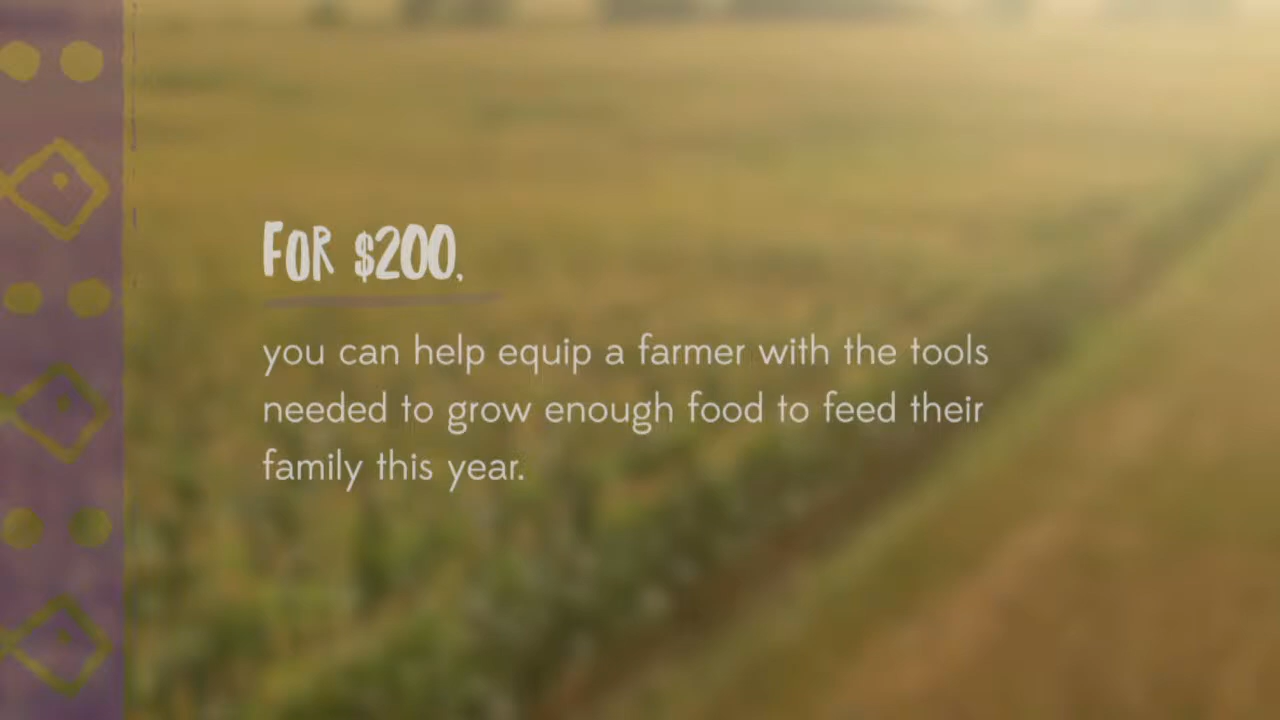 FOR $200,
you can help equip a farmer with the tools
needed to grow enough food to feed their
family this year.